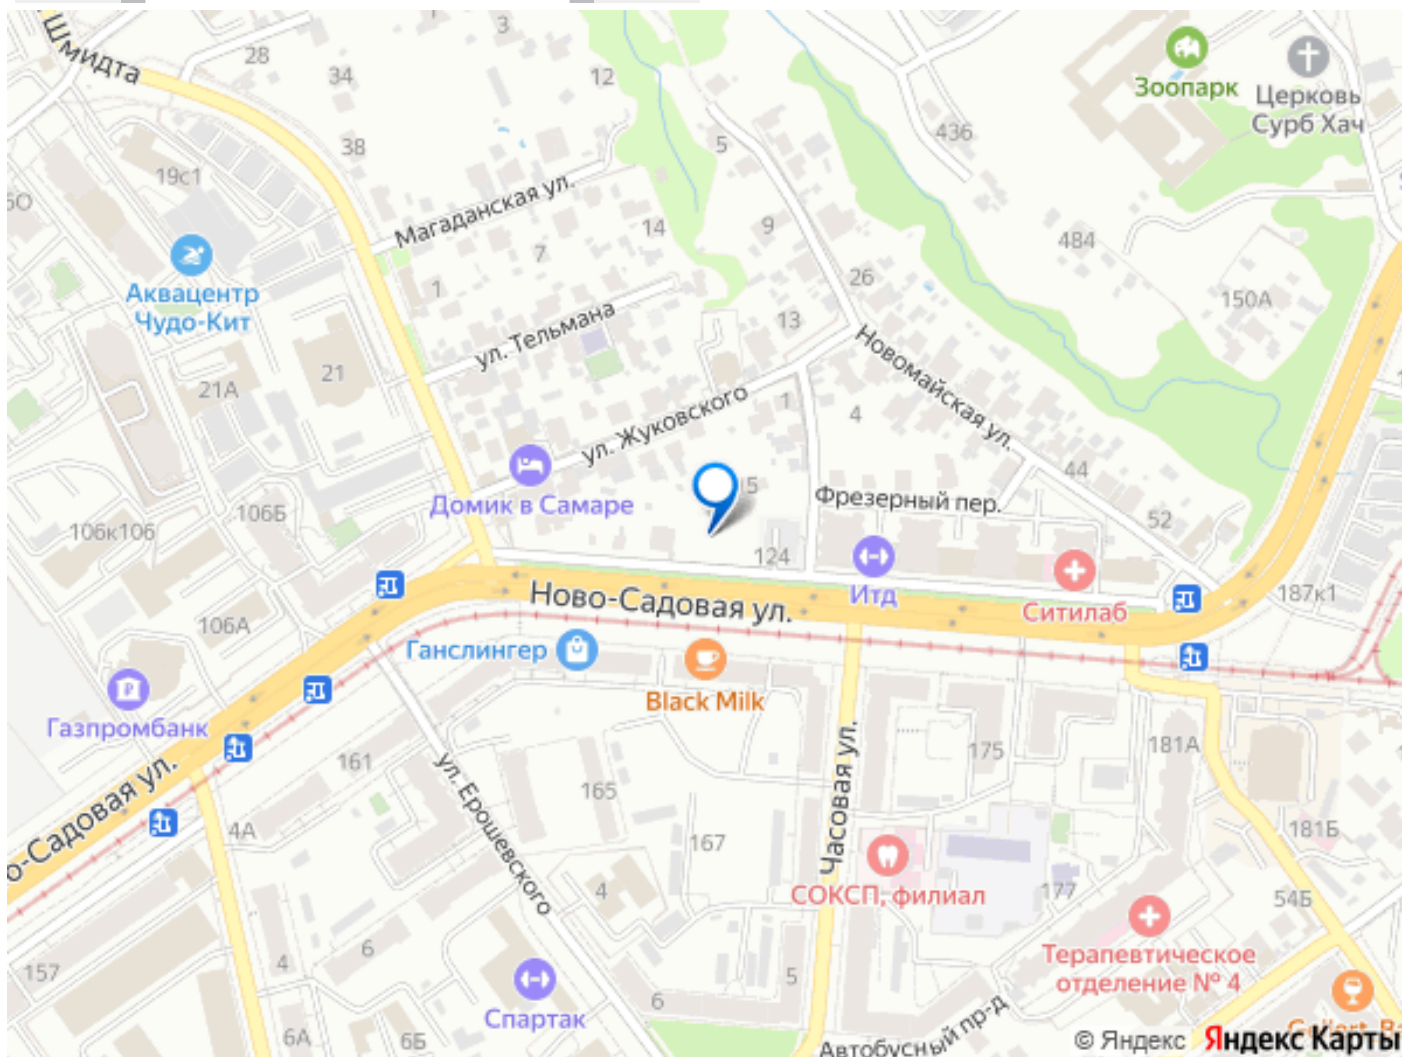 Шмидта
28
34
3
12
Зоопарк
Церковь
Сурб Хач
38
5
436
19с1
Магаданская ул.
14
9
484
7
26
150А
Аквацентр
Чудо-Кит
1
ул. Тельмана
13
Новомайская ул.
21
21А
ул. Жуковского
1
4
Домик в Самаре
5
44
Фрезерный пер.
106к106
106Б
52
124
Ново-Садовая ул.
Итд
Ситилаб
187к1
106А
Ганслингер
Black Milk
Газпромбанк
161
ул. Ерошевского
165
Часовая ул.
175
181А
о-Садовая ул.
4А
167
181Б
4
СОКСП, филиал
177
54Б
157
4
6
Терапевтическое
отделение № 4
5
6
Спартак
6А
6Б
Автобусный пр-д
© Яндекс Яндекс Карты